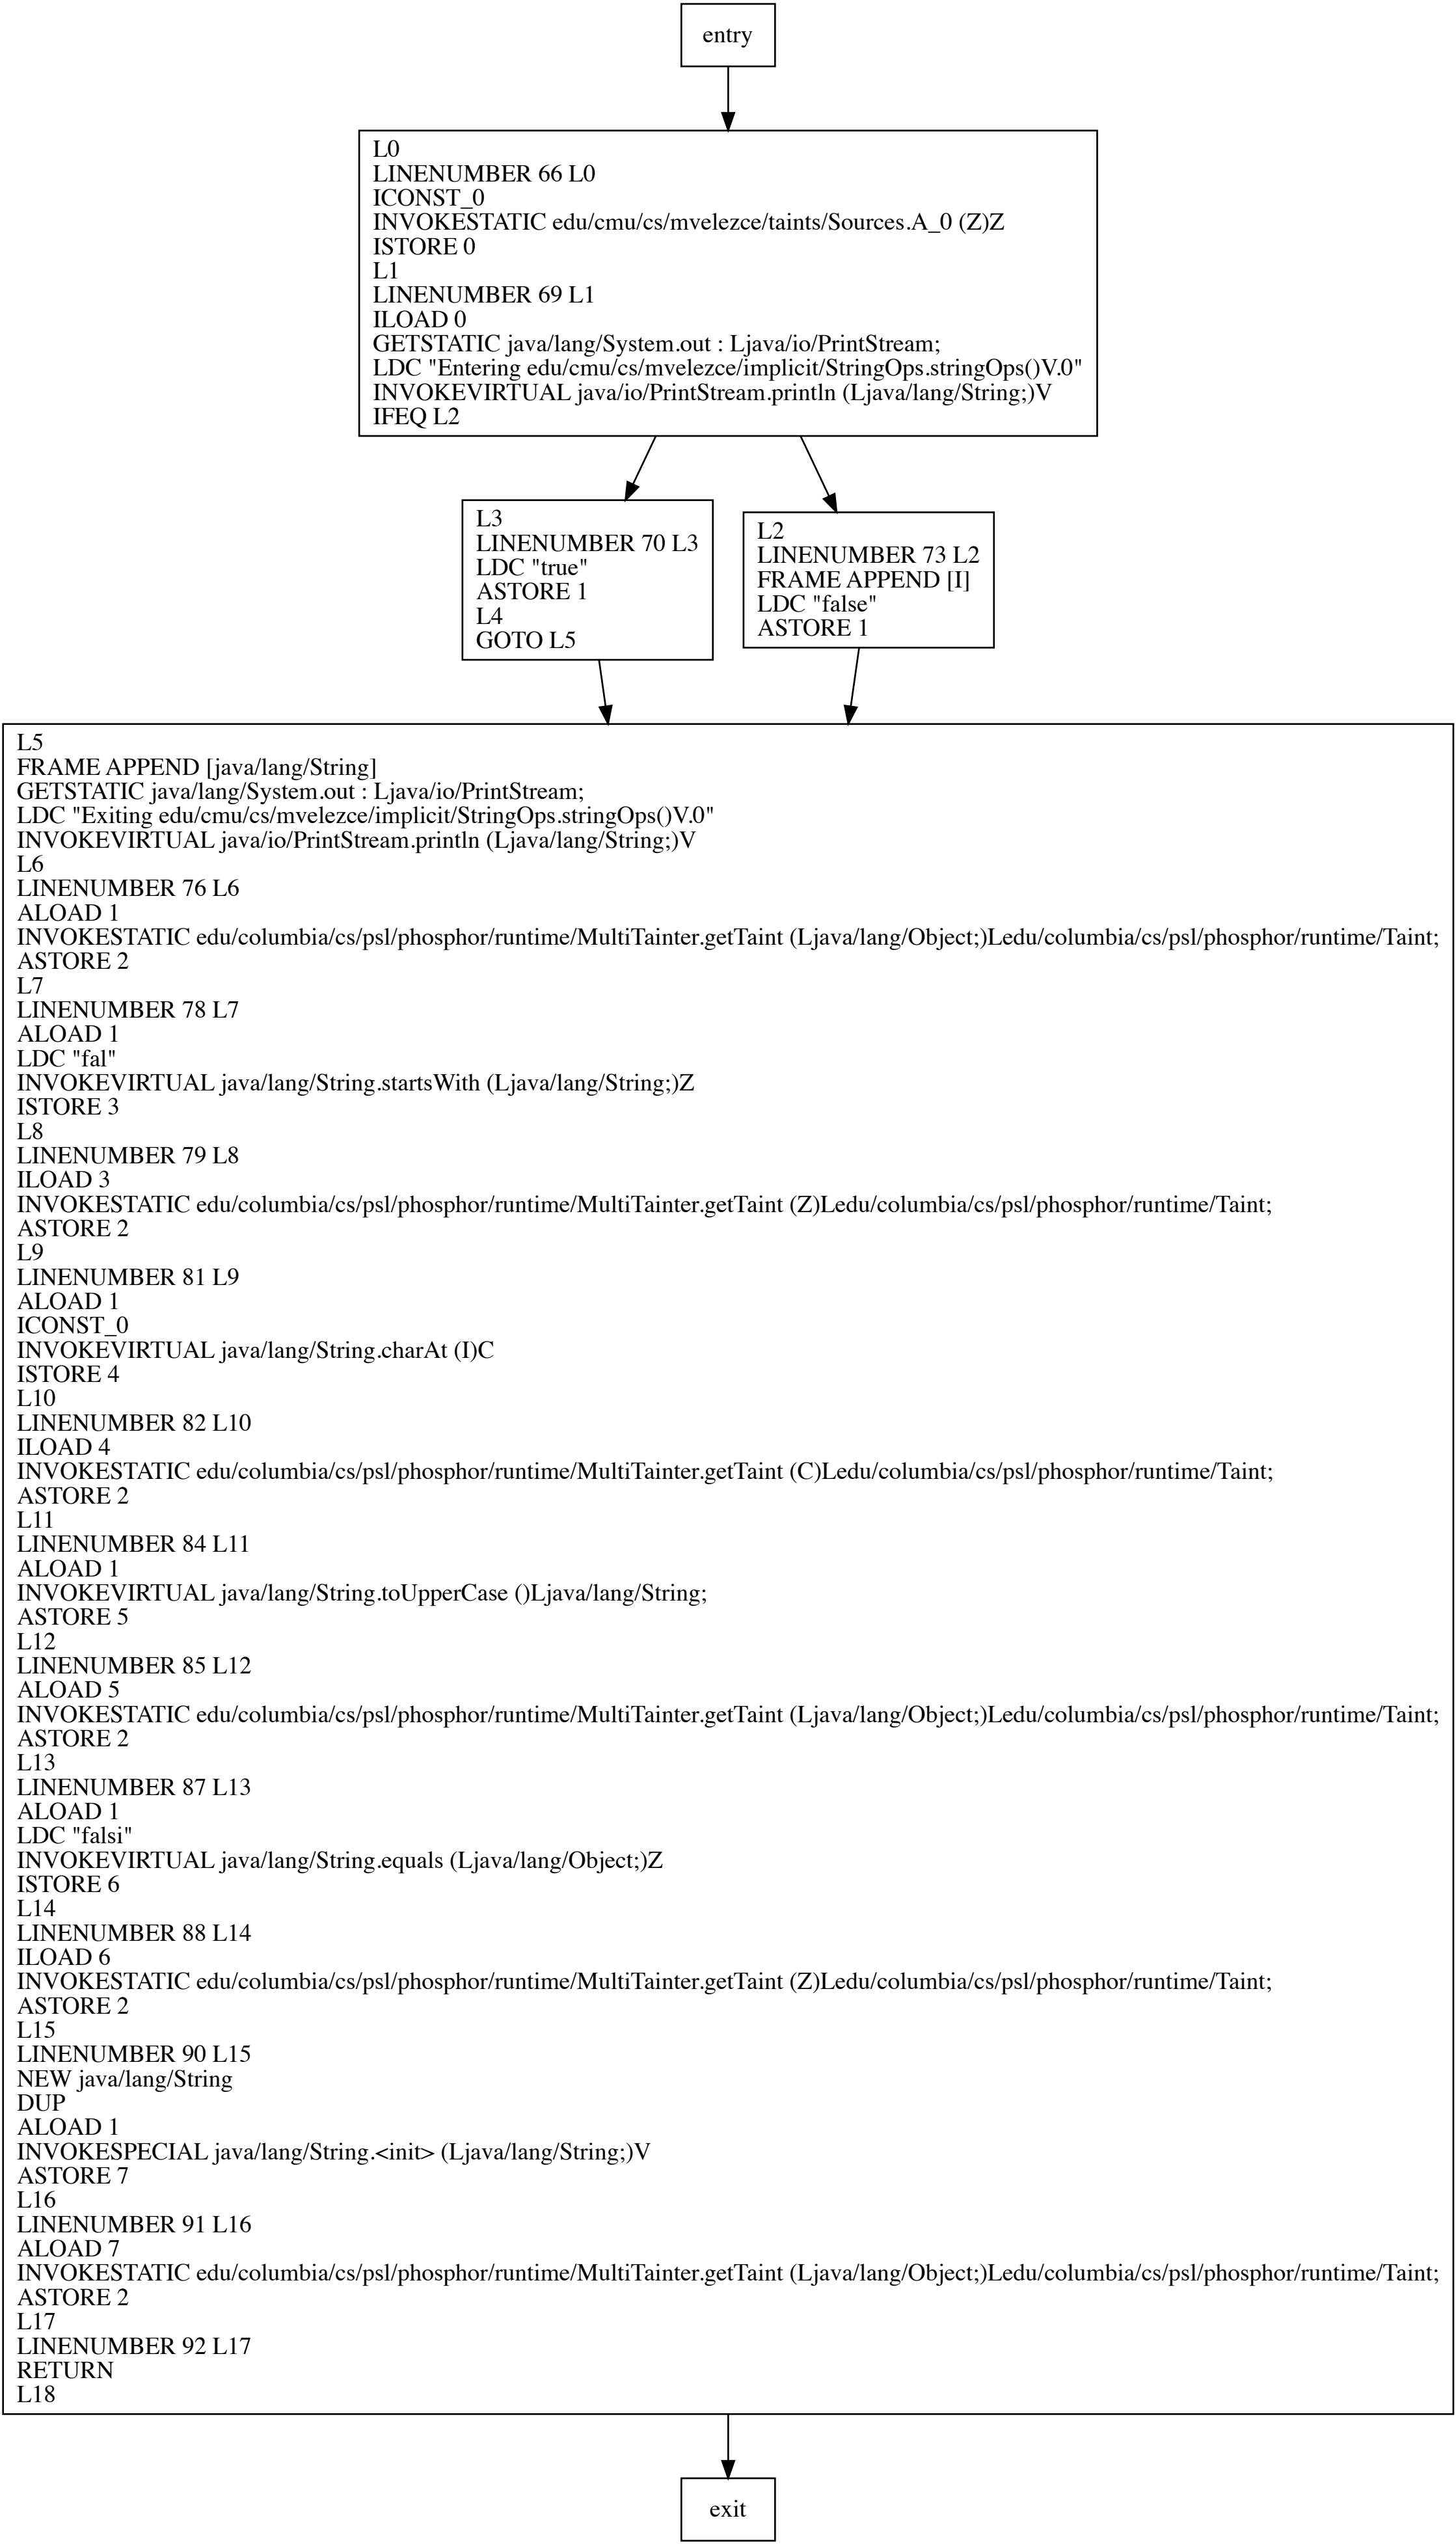 entry
L0
LINENUMBER 66 L0
ICONST_0
INVOKESTATIC edu/cmu/cs/mvelezce/taints/Sources.A_0 (Z)Z
ISTORE 0
L1
LINENUMBER 69 L1
ILOAD 0
GETSTATIC java/lang/System.out : Ljava/io/PrintStream;
LDC "Entering edu/cmu/cs/mvelezce/implicit/StringOps.stringOps()V.0"
INVOKEVIRTUAL java/io/PrintStream.println (Ljava/lang/String;)V
IFEQ L2
L3
LINENUMBER 70 L3
LDC "true"
ASTORE 1
L4
GOTO L5
L2
LINENUMBER 73 L2
FRAME APPEND [I]
LDC "false"
ASTORE 1
L5
FRAME APPEND [java/lang/String]
GETSTATIC java/lang/System.out : Ljava/io/PrintStream;
LDC "Exiting edu/cmu/cs/mvelezce/implicit/StringOps.stringOps()V.0"
INVOKEVIRTUAL java/io/PrintStream.println (Ljava/lang/String;)V
L6
LINENUMBER 76 L6
ALOAD 1
INVOKESTATIC edu/columbia/cs/psl/phosphor/runtime/MultiTainter.getTaint (Ljava/lang/Object;)Ledu/columbia/cs/psl/phosphor/runtime/Taint;
ASTORE 2
L7
LINENUMBER 78 L7
ALOAD 1
LDC "fal"
INVOKEVIRTUAL java/lang/String.startsWith (Ljava/lang/String;)Z
ISTORE 3
L8
LINENUMBER 79 L8
ILOAD 3
INVOKESTATIC edu/columbia/cs/psl/phosphor/runtime/MultiTainter.getTaint (Z)Ledu/columbia/cs/psl/phosphor/runtime/Taint;
ASTORE 2
L9
LINENUMBER 81 L9
ALOAD 1
ICONST_0
INVOKEVIRTUAL java/lang/String.charAt (I)C
ISTORE 4
L10
LINENUMBER 82 L10
ILOAD 4
INVOKESTATIC edu/columbia/cs/psl/phosphor/runtime/MultiTainter.getTaint (C)Ledu/columbia/cs/psl/phosphor/runtime/Taint;
ASTORE 2
L11
LINENUMBER 84 L11
ALOAD 1
INVOKEVIRTUAL java/lang/String.toUpperCase ()Ljava/lang/String;
ASTORE 5
L12
LINENUMBER 85 L12
ALOAD 5
INVOKESTATIC edu/columbia/cs/psl/phosphor/runtime/MultiTainter.getTaint (Ljava/lang/Object;)Ledu/columbia/cs/psl/phosphor/runtime/Taint;
ASTORE 2
L13
LINENUMBER 87 L13
ALOAD 1
LDC "falsi"
INVOKEVIRTUAL java/lang/String.equals (Ljava/lang/Object;)Z
ISTORE 6
L14
LINENUMBER 88 L14
ILOAD 6
INVOKESTATIC edu/columbia/cs/psl/phosphor/runtime/MultiTainter.getTaint (Z)Ledu/columbia/cs/psl/phosphor/runtime/Taint;
ASTORE 2
L15
LINENUMBER 90 L15
NEW java/lang/String
DUP
ALOAD 1
INVOKESPECIAL java/lang/String.&lt;init&gt; (Ljava/lang/String;)V
ASTORE 7
L16
LINENUMBER 91 L16
ALOAD 7
INVOKESTATIC edu/columbia/cs/psl/phosphor/runtime/MultiTainter.getTaint (Ljava/lang/Object;)Ledu/columbia/cs/psl/phosphor/runtime/Taint;
ASTORE 2
L17
LINENUMBER 92 L17
RETURN
L18
exit